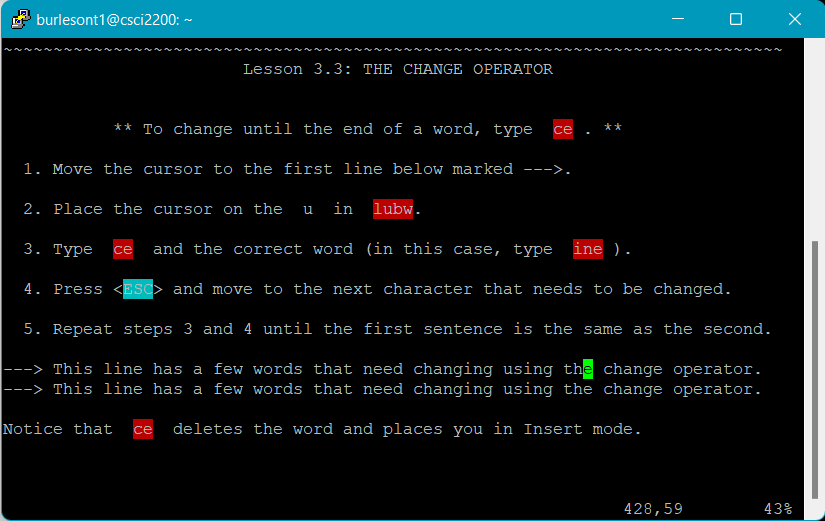 burlesont1@csci2200: ~
~~~~~~~~~~~~~~~~~~~~~~~~~~~~~~~~~~~~~~~~~~~~~~~~~~~~~~~~~~~~~~~~~~~~~~~~~~~~~~
Lesson 3.3: THE CHANGE OPERATOR
** To change until the end of a word, type  ce . **
1. Move the cursor to the first line below marked --->.
2. Place the cursor on the  u  in  lubw.
3. Type  ce  and the correct word (in this case, type  ine ).
4. Press <ESC> and move to the next character that needs to be changed.
5. Repeat steps 3 and 4 until the first sentence is the same as the second.
---> This line has a few words that need changing using the change operator.
---> This line has a few words that need changing using the change operator.
Notice that  ce  deletes the word and places you in Insert mode.
428,59 43%